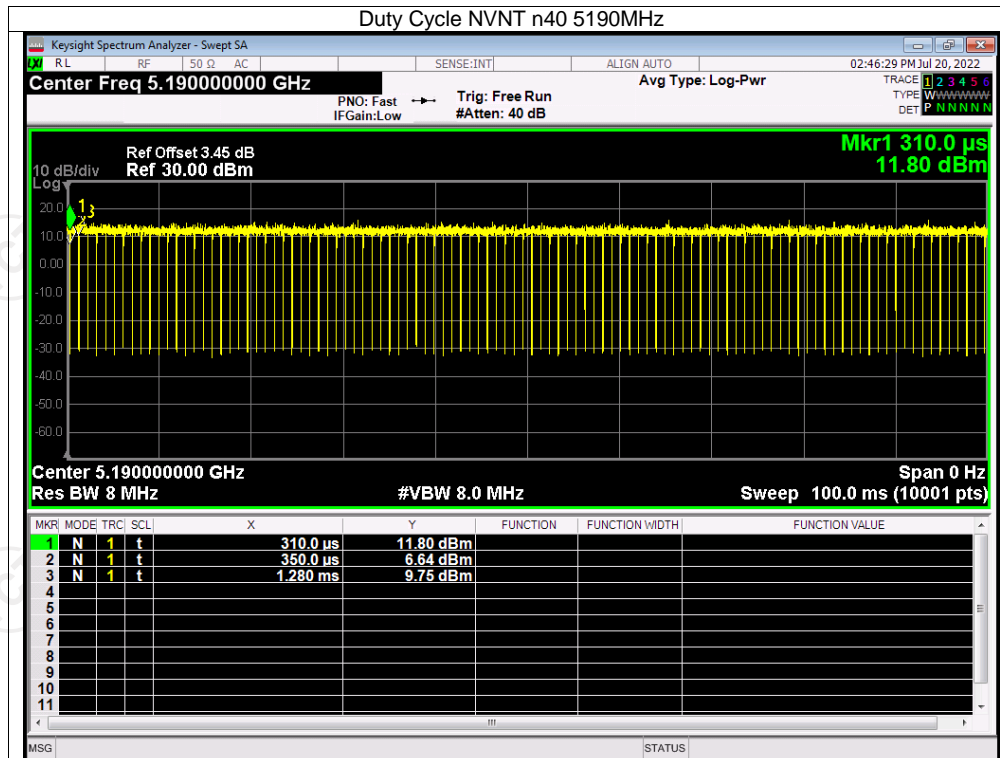 Duty Cycle NVNT n40 5190MHz
Keysight Spectrum Analyzer - Swept SA
LXI RL RF 50 Ω AC SENSE:INT ALIGN AUTO 02:46:29 PM Jul 20, 2022
Center Freq 5.190000000 GHz
PNO: Fast
IFGain:Low
Trig: Free Run
#Atten: 40 dB
Avg Type: Log-Pwr
TRACE 1 2 3 4 5 6
TYPE WWWWWW
DET P N N N N N
Ref Offset 3.45 dB
10 dB/div Ref 30.00 dBm
Log
Mkr1 310.0 µs
11.80 dBm
1
3
20.0
10.0
0.00
-10.0
-20.0
-30.0
-40.0
-50.0
-60.0
Center 5.190000000 GHz Span 0 Hz
Res BW 8 MHz #VBW 8.0 MHz Sweep 100.0 ms (10001 pts)
MKR MODE TRC SCL X Y FUNCTION FUNCTION WIDTH FUNCTION VALUE
1 N 1 t 310.0 µs 11.80 dBm
2 N 1 t 350.0 µs 6.64 dBm
3 N 1 t 1.280 ms 9.75 dBm
4
5
6
7
8
9
10
11
MSG STATUS